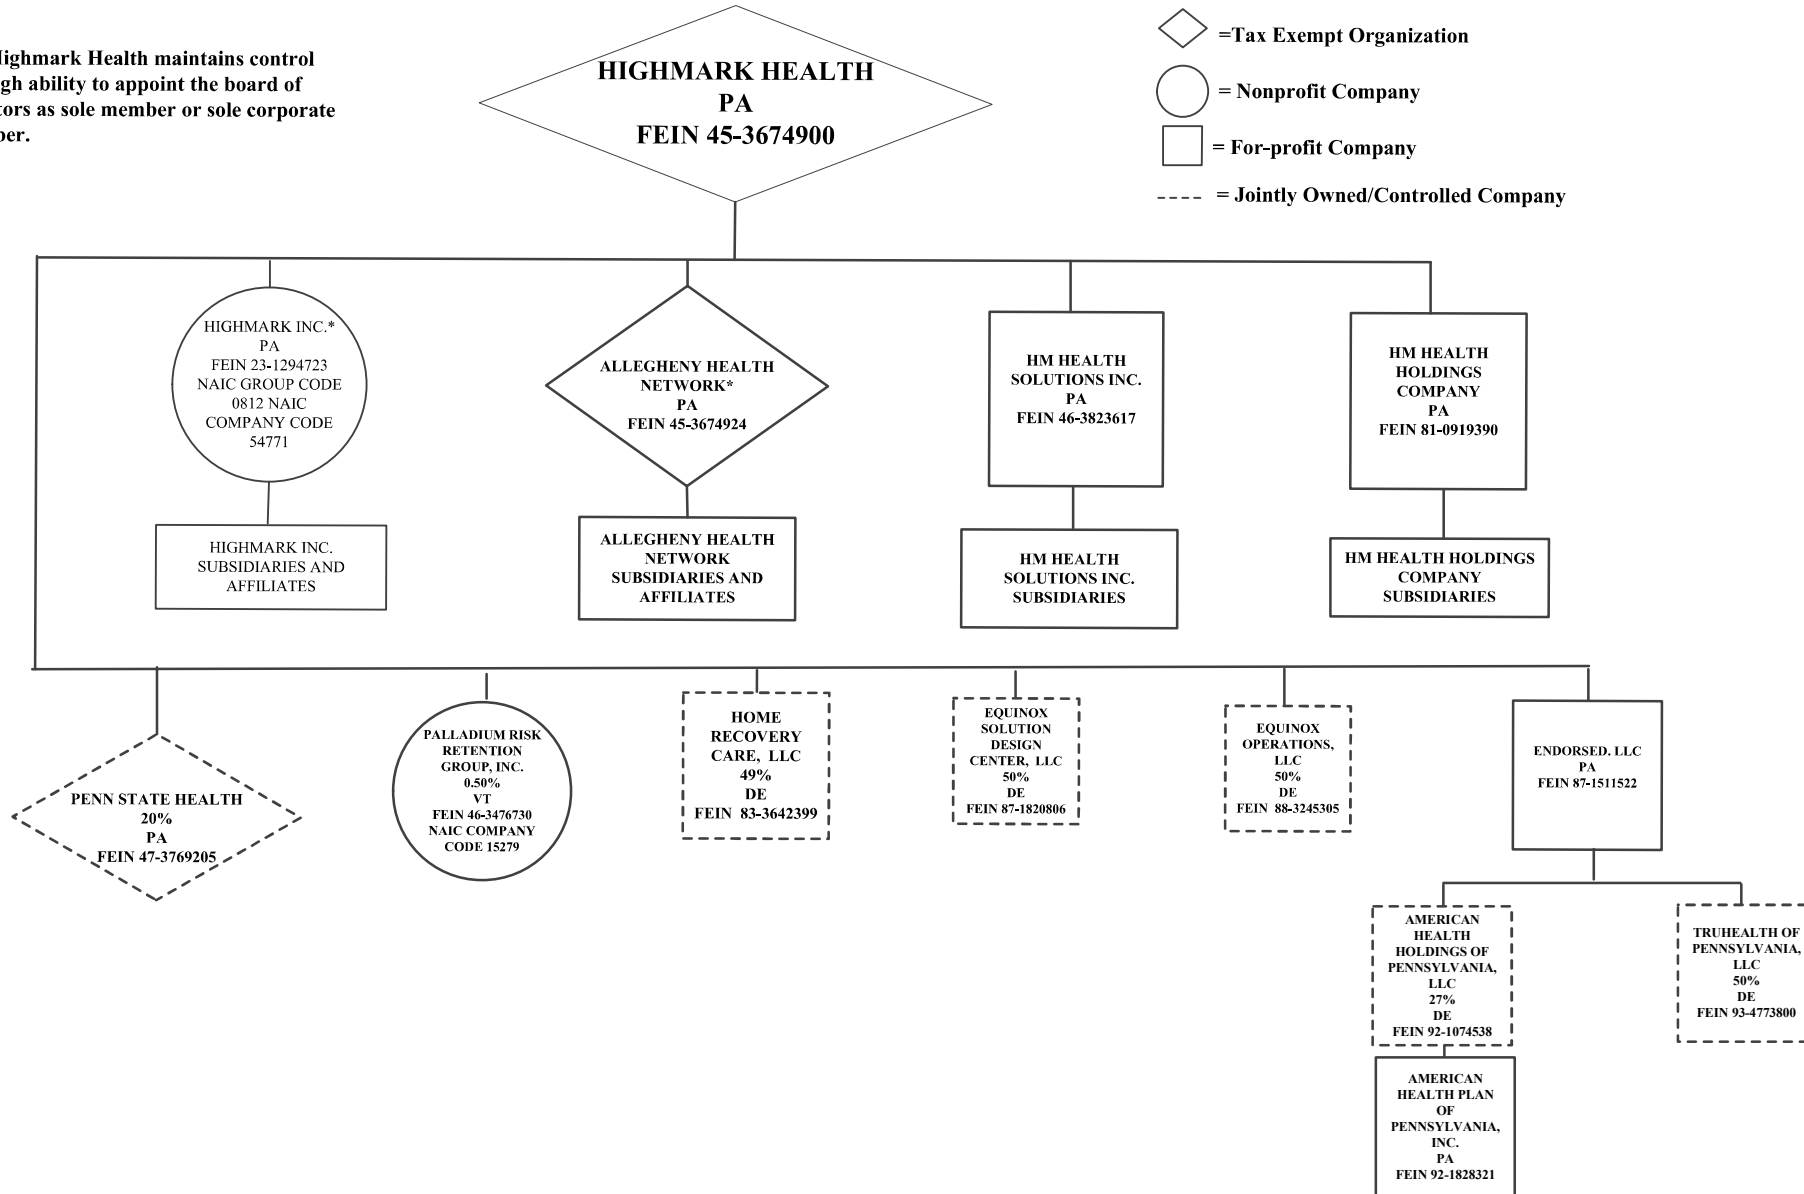 Highmark Health maintains control
ability to appoint the board of
as sole member or sole corporate
HIGHMARK HEALTH
PA
FEIN 45-3674900
=Tax Exempt Organization
= Nonprofit Company
= For-profit Company
= Jointly Owned/Controlled Company
HIGHMARK INC.*
PA
FEIN 23-1294723
NAIC GROUP CODE
0812 NAIC
COMPANY CODE
54771
ALLEGHENY HEALTH
NETWORK*
PA
FEIN 45-3674924
HM HEALTH
SOLUTIONS INC.
PA
FEIN 46-3823617
HM HEALTH
HOLDINGS
COMPANY
PA
FEIN 81-0919390
HIGHMARK INC.
SUBSIDIARIES AND
AFFILIATES
ALLEGHENY HEALTH
NETWORK
SUBSIDIARIES AND
AFFILIATES
HM HEALTH
SOLUTIONS INC.
SUBSIDIARIES
HM HEALTH HOLDINGS
COMPANY
SUBSIDIARIES
PENN STATE HEALTH
20%
PA
FEIN 47-3769205
PALLADIUM RISK
RETENTION
GROUP, INC.
0.50%
VT
FEIN 46-3476730
NAIC COMPANY
CODE 15279
HOME
RECOVERY
CARE, LLC
49%
DE
FEIN 83-3642399
EQUINOX
SOLUTION
DESIGN
CENTER, LLC
50%
DE
FEIN 87-1820806
EQUINOX
OPERATIONS,
LLC
50%
DE
FEIN 88-3245305
ENDORSED. LLC
PA
FEIN 87-1511522
AMERICAN
HEALTH
HOLDINGS OF
PENNSYLVANIA,
LLC
27%
DE
FEIN 92-1074538
TRUHEALTH OF
PENNSYLVANIA,
LLC
50%
DE
FEIN 93-4773800
AMERICAN
HEALTH PLAN
OF
PENNSYLVANIA,
INC.
PA
FEIN 92-1828321